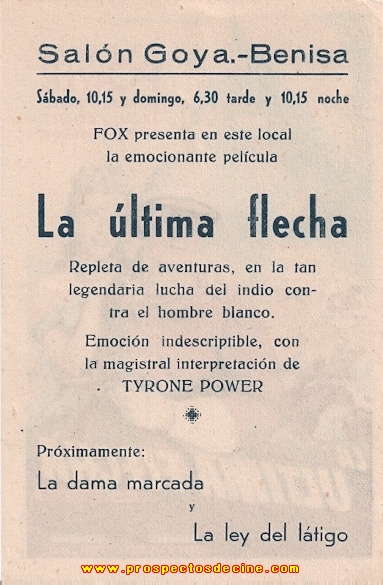 Salón Goya.-Benisa
Sábado, 10,15 y domingo, 6,30 tarde y 10,15 noche
FOX presenta en este local
la emocionante película
La última flecha
Repleta de aventuras, en la tan
legendaria lucha del indio con-
tra el hombre blanco.
Emoción indescriptible, con
la magistral interpretación de
TYRONE POWER
Próximamente:
La dama marcada
y
La ley del látigo
www.prospectosdecine.com